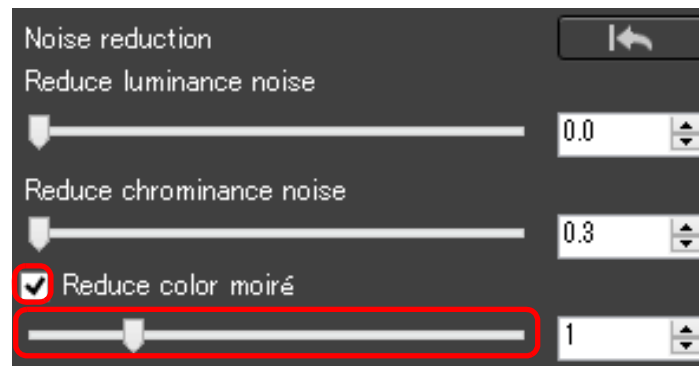 Noise reduction
Reduce luminance noise
0.0
Reduce chrominance noise
0.3
Reduce color moiré
1